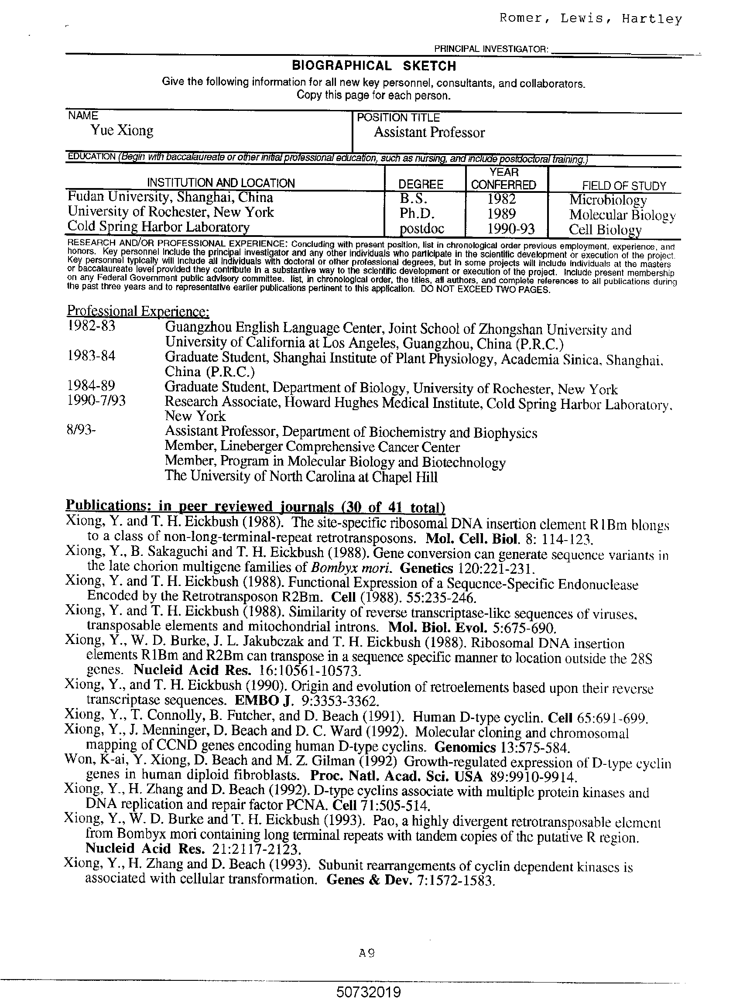 Romer, Lewis, Hartley
PRINCIPAL INVESTIGATOR:
BIOGRAPHICAL SKETCH
Give the following information for all new key personnel, consultants, and collaborators.
Copy this page for each person.
NAME
Yue Xiong
POSITION TITLE
Assistant Professor
EDUCATION (Begin with baccalaureate or other initial professional education, such as nursing, and include postdoctoral training.)
INSTITUTION AND LOCATION DEGREE YEAR CONFERRED FIELD OF STUDY
Fudan University, Shanghai, China B.S. 1982 Microbiology
University of Rochester, New York Ph.D. 1989 Molecular Biology
Cold Spring Harbor Laboratory postdoc 1990-93 Cell Biology
RESEARCH AND/OR PROFESSIONAL EXPERIENCE: Concluding with present position, list in chronological order previous employment, experience, and
honors. Key personnel include the principal investigator and any other individuals who participate in the scientific development or execution of the project.
Key personnel typically will include all individuals with doctoral or other professional degrees, but in some projects will include individuals at the masters
or baccalaureate level provided they contribute in a substantive way to the scientific development or execution of the project. Include present membership
on any Federal Government public advisory committee. list, in chronological order, the titles, all authors, and complete references to all publications during
the past three years and to representative earlier publications pertinent to this application. DO NOT EXCEED TWO PAGES.
Professional Experience:
1982-83 Guangzhou English Language Center, Joint School of Zhongshan University and
University of California at Los Angeles, Guangzhou, China (P.R.C.)
1983-84 Graduate Student, Shanghai Institute of Plant Physiology, Academia Sinica, Shanghai.
China (P.R.C.)
1984-89 Graduate Student, Department of Biology, University of Rochester, New York
1990-7/93 Research Associate, Howard Hughes Medical Institute, Cold Spring Harbor Laboratory,
New York
8/93- Assistant Professor, Department of Biochemistry and Biophysics
Member, Lineberger Comprehensive Cancer Center
Member, Program in Molecular Biology and Biotechnology
The University of North Carolina at Chapel Hill
Publications: in peer reviewed journals (30 of 41 total)
Xiong, Y. and T. H. Eickbush (1988). The site-specific ribosomal DNA insertion element R1Bm blongs
to a class of non-long-terminal-repeat retrotransposons. Mol. Cell. Biol. 8: 114-123.
Xiong, Y., B. Sakaguchi and T. H. Eickbush (1988). Gene conversion can generate sequence variants in
the late chorion multigene families of Bombyx mori. Genetics 120:221-231.
Xiong, Y. and T. H. Eickbush (1988). Functional Expression of a Sequence-Specific Endonuclease
Encoded by the Retrotransposon R2Bm. Cell (1988). 55:235-246.
Xiong, Y. and T. H. Eickbush (1988). Similarity of reverse transcriptase-like sequences of viruses,
transposable elements and mitochondrial introns. Mol. Biol. Evol. 5:675-690.
Xiong, Y., W. D. Burke, J. L. Jakubczak and T. H. Eickbush (1988). Ribosomal DNA insertion
elements R1Bm and R2Bm can transpose in a sequence specific manner to location outside the 28S
genes. Nucleid Acid Res. 16:10561-10573.
Xiong, Y., and T. H. Eickbush (1990). Origin and evolution of retroelements based upon their reverse
transcriptase sequences. EMBO J. 9:3353-3362.
Xiong, Y., T. Connolly, B. Futcher, and D. Beach (1991). Human D-type cyclin. Cell 65:691-699.
Xiong, Y., J. Menninger, D. Beach and D. C. Ward (1992). Molecular cloning and chromosomal
mapping of CCND genes encoding human D-type cyclins. Genomics 13:575-584.
Won, K-ai, Y. Xiong, D. Beach and M. Z. Gilman (1992) Growth-regulated expression of D-type cyclin
genes in human diploid fibroblasts. Proc. Natl. Acad. Sci. USA 89:9910-9914.
Xiong, Y., H. Zhang and D. Beach (1992). D-type cyclins associate with multiple protein kinases and
DNA replication and repair factor PCNA. Cell 71:505-514.
Xiong, Y., W. D. Burke and T. H. Eickbush (1993). Pao, a highly divergent retrotransposable element
from Bombyx mori containing long terminal repeats with tandem copies of the putative R region.
Nucleid Acid Res. 21:2117-2123.
Xiong, Y., H. Zhang and D. Beach (1993). Subunit rearrangements of cyclin dependent kinases is
associated with cellular transformation. Genes & Dev. 7:1572-1583.
A9
50732019